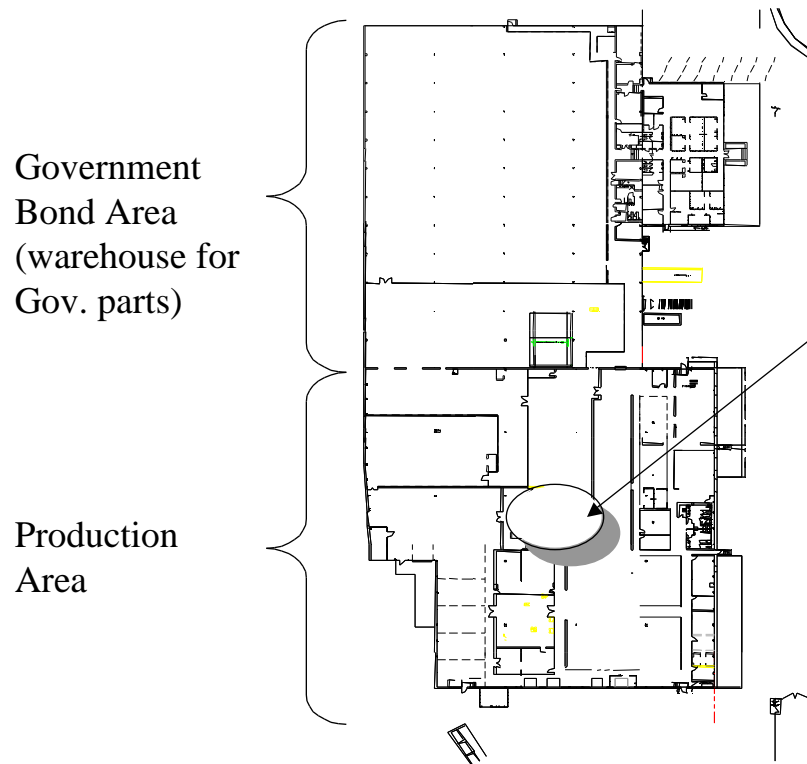 Government
Bond Area
(warehouse for
Gov. parts)
Production
Area